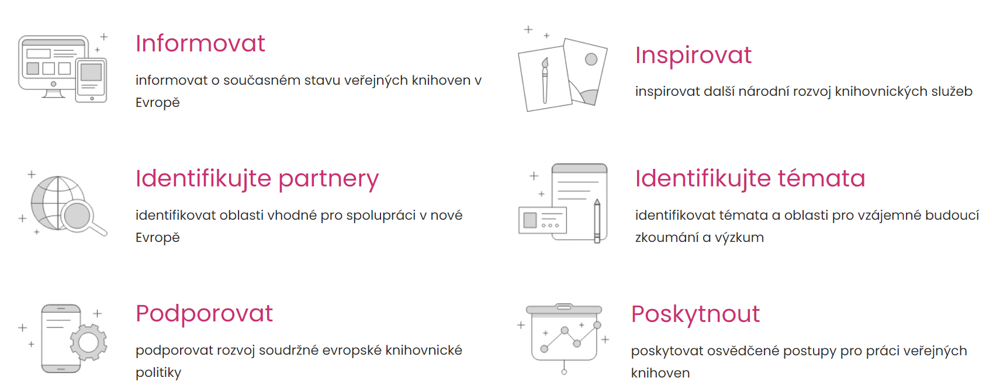 Informovat
informovat o současném stavu veřejných knihoven v
Evropě
Inspirovat
inspirovat další národní rozvoj knihovnických služeb
Identifikujte partnery
identifikovat oblasti vhodné pro spolupráci v nové
Evropě
Identifikujte témata
identifikovat témata a oblasti pro vzájemné budoucí
zkoumání a výzkum
Podporovat
podporovat rozvoj soudržné evropské knihovnické
politiky
Poskytnout
poskytovat osvědčené postupy pro práci veřejných
knihoven